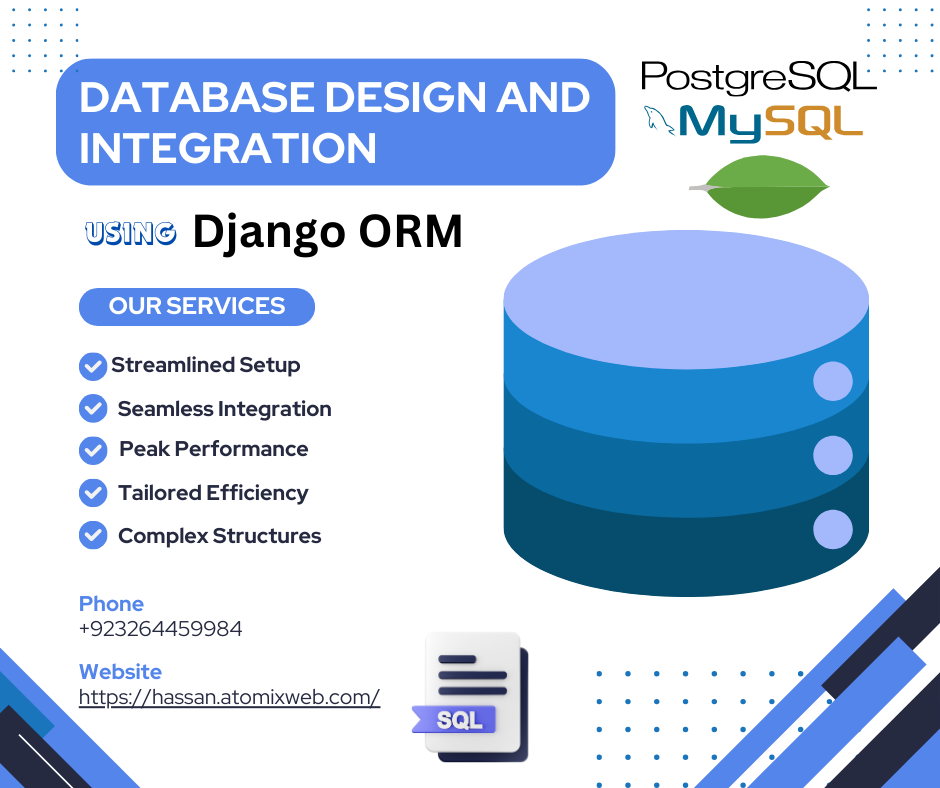 DATABASE DESIGN AND
INTEGRATION
PostgreSQL
MySQL
USING Django ORM
OUR SERVICES
Streamlined Setup
Seamless Integration
Peak Performance
Tailored Efficiency
Complex Structures
Phone
+923264459984
Website
https://hassan.atomixweb.com/
SQL